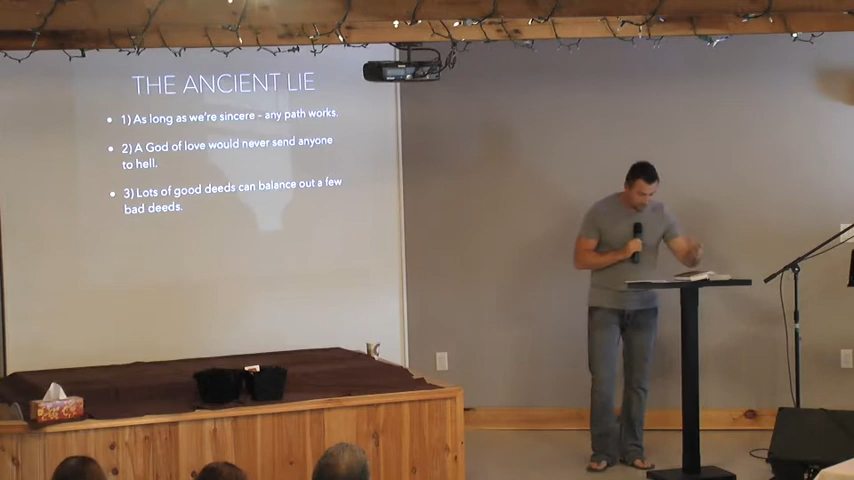 THE ANCIENT LIE
• 1) As long as we're sincere – any path works.
• 2) A God of love would never send anyone
to hell.
• 3) Lots of good deeds can balance out a few
bad deeds.